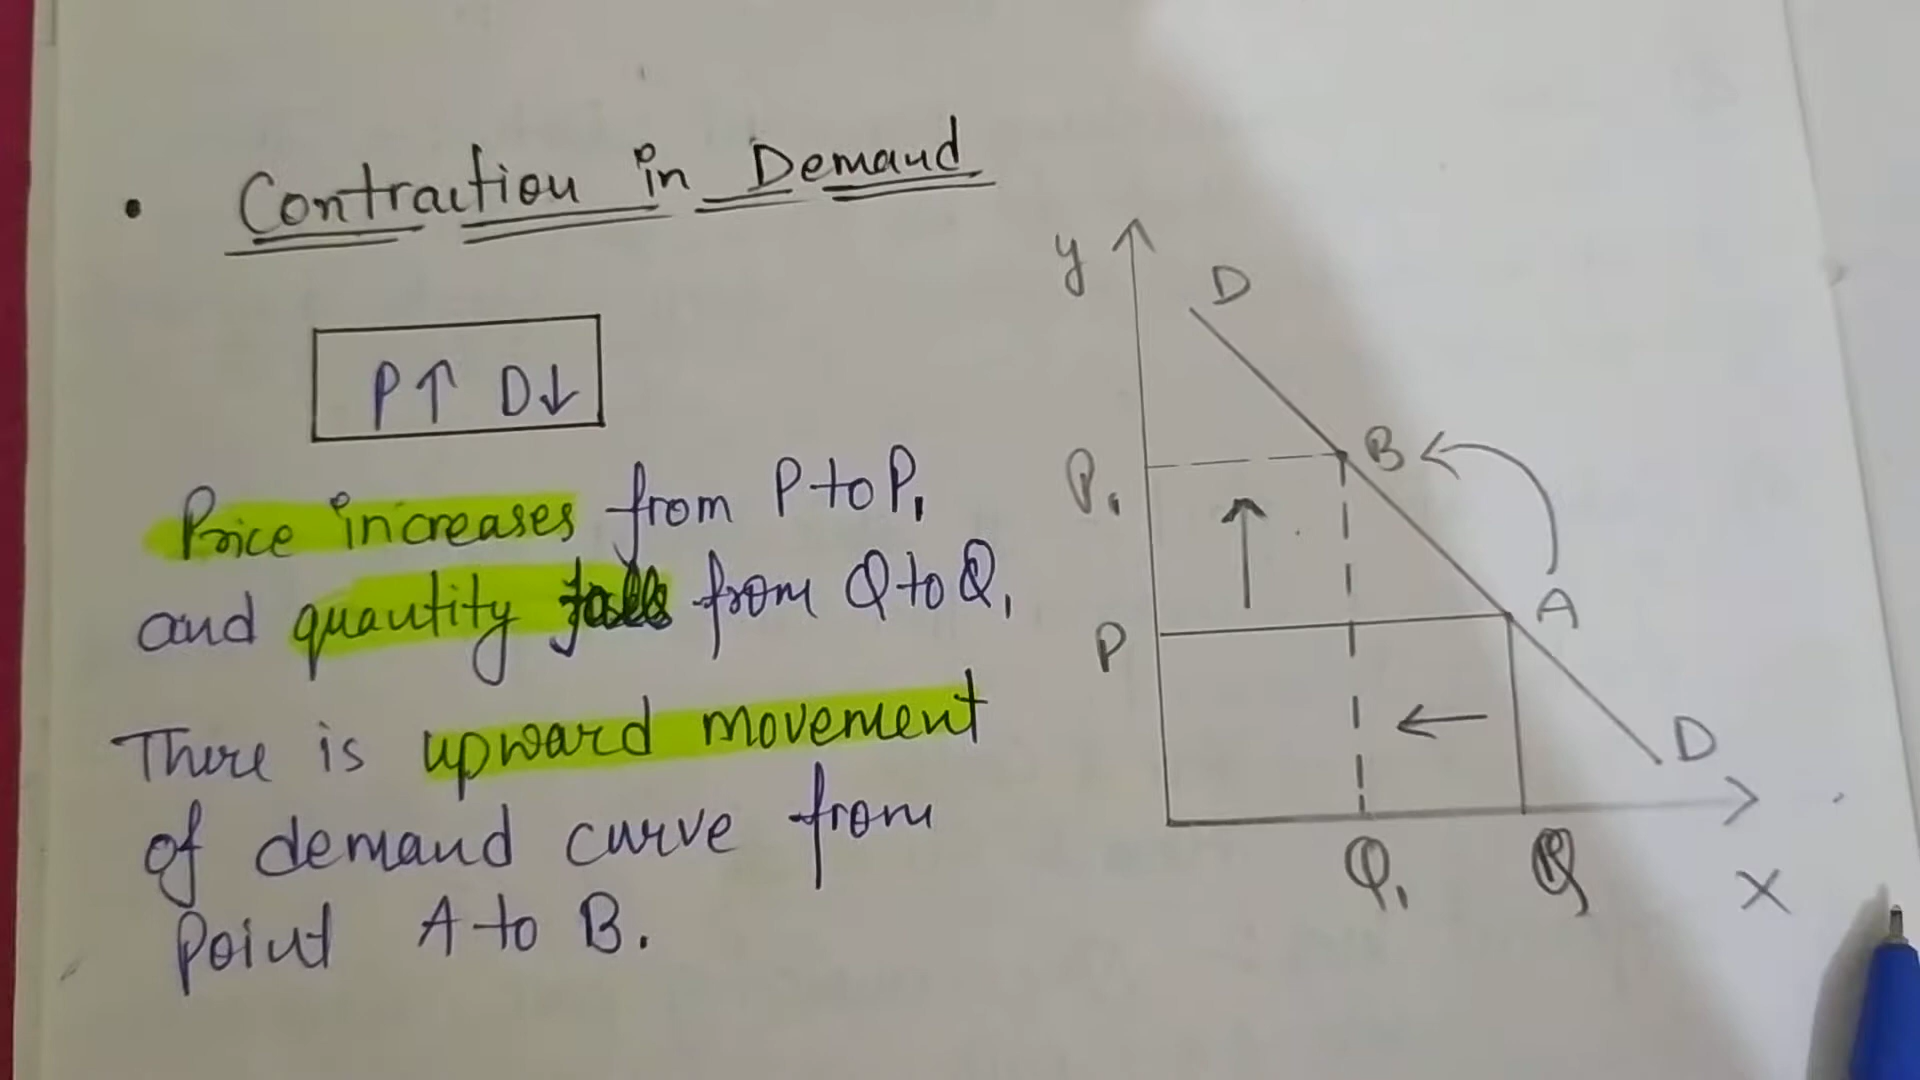 • Contraction in Demand
P↑ D↓
Price increases from P to P₁
and quantity falls from Q to Q₁
There is upward movement
of demand curve from
Point A to B.
y
D
P₁
B
P
A
D
Q₁
Q
X